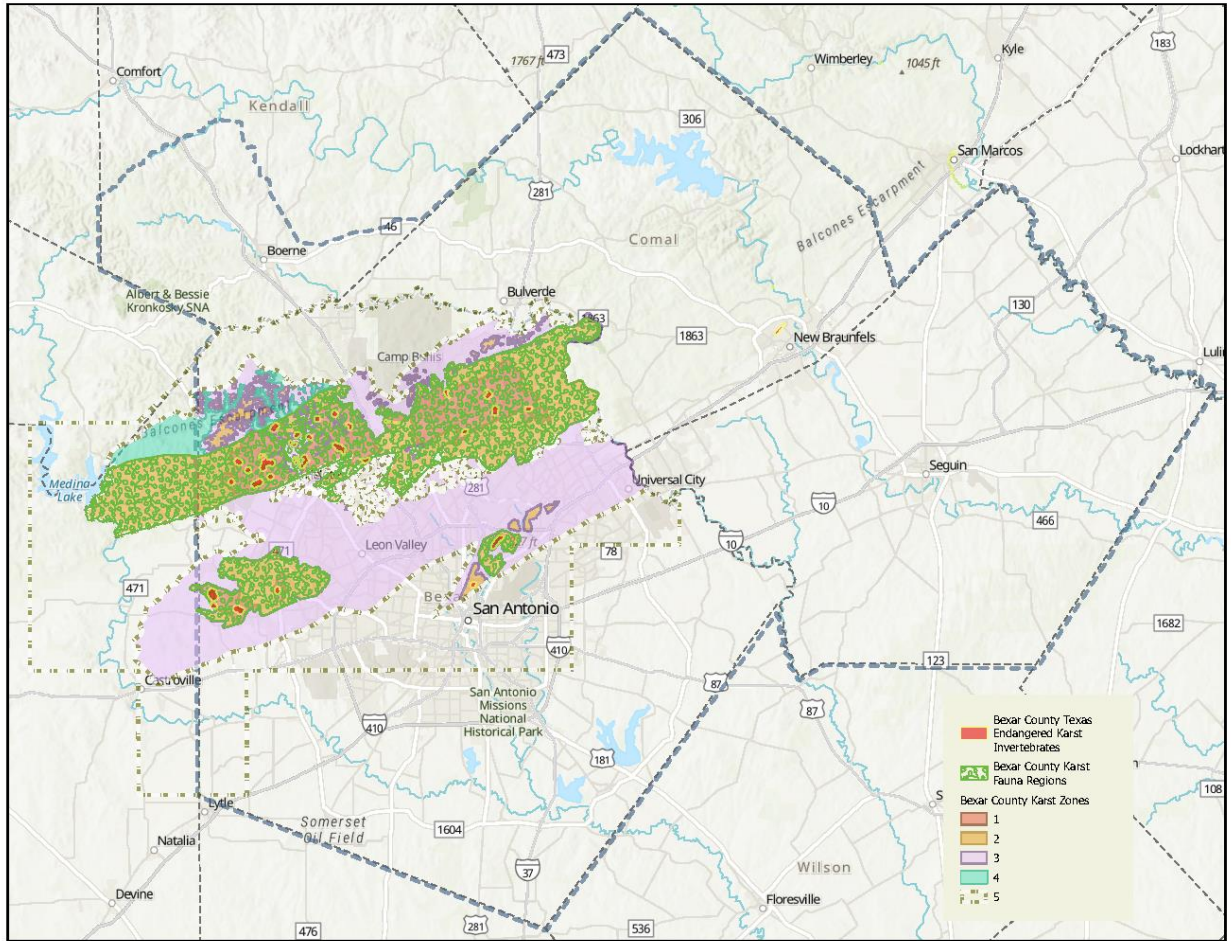 473
1767 ft
Wimberley
1045 ft
Kyle
183
Comfort
Kendall
306
San Marcos
Lockhart
281
Balcones Escarpment
46
Comal
Boerne
Albert & Bessie
Kronkosky SNA
Bulverde
130
1863
1863
New Braunfels
Camp Bullis
Medina
Lake
281
Universal City
Seguin
10
466
10
471
Leon Valley
78
471
San Antonio
1682
410
123
87
87
San Antonio
Missions
National
Historical Park
410
181
Bexar County Texas
Endangered Karst
Invertebrates
Bexar County Karst
Fauna Regions
Bexar County Karst Zones
1
2
3
4
5
108
Lytle
Somerset
Oil Field
1604
Natalia
37
Wilson
Devine
Floresville
476
281
536